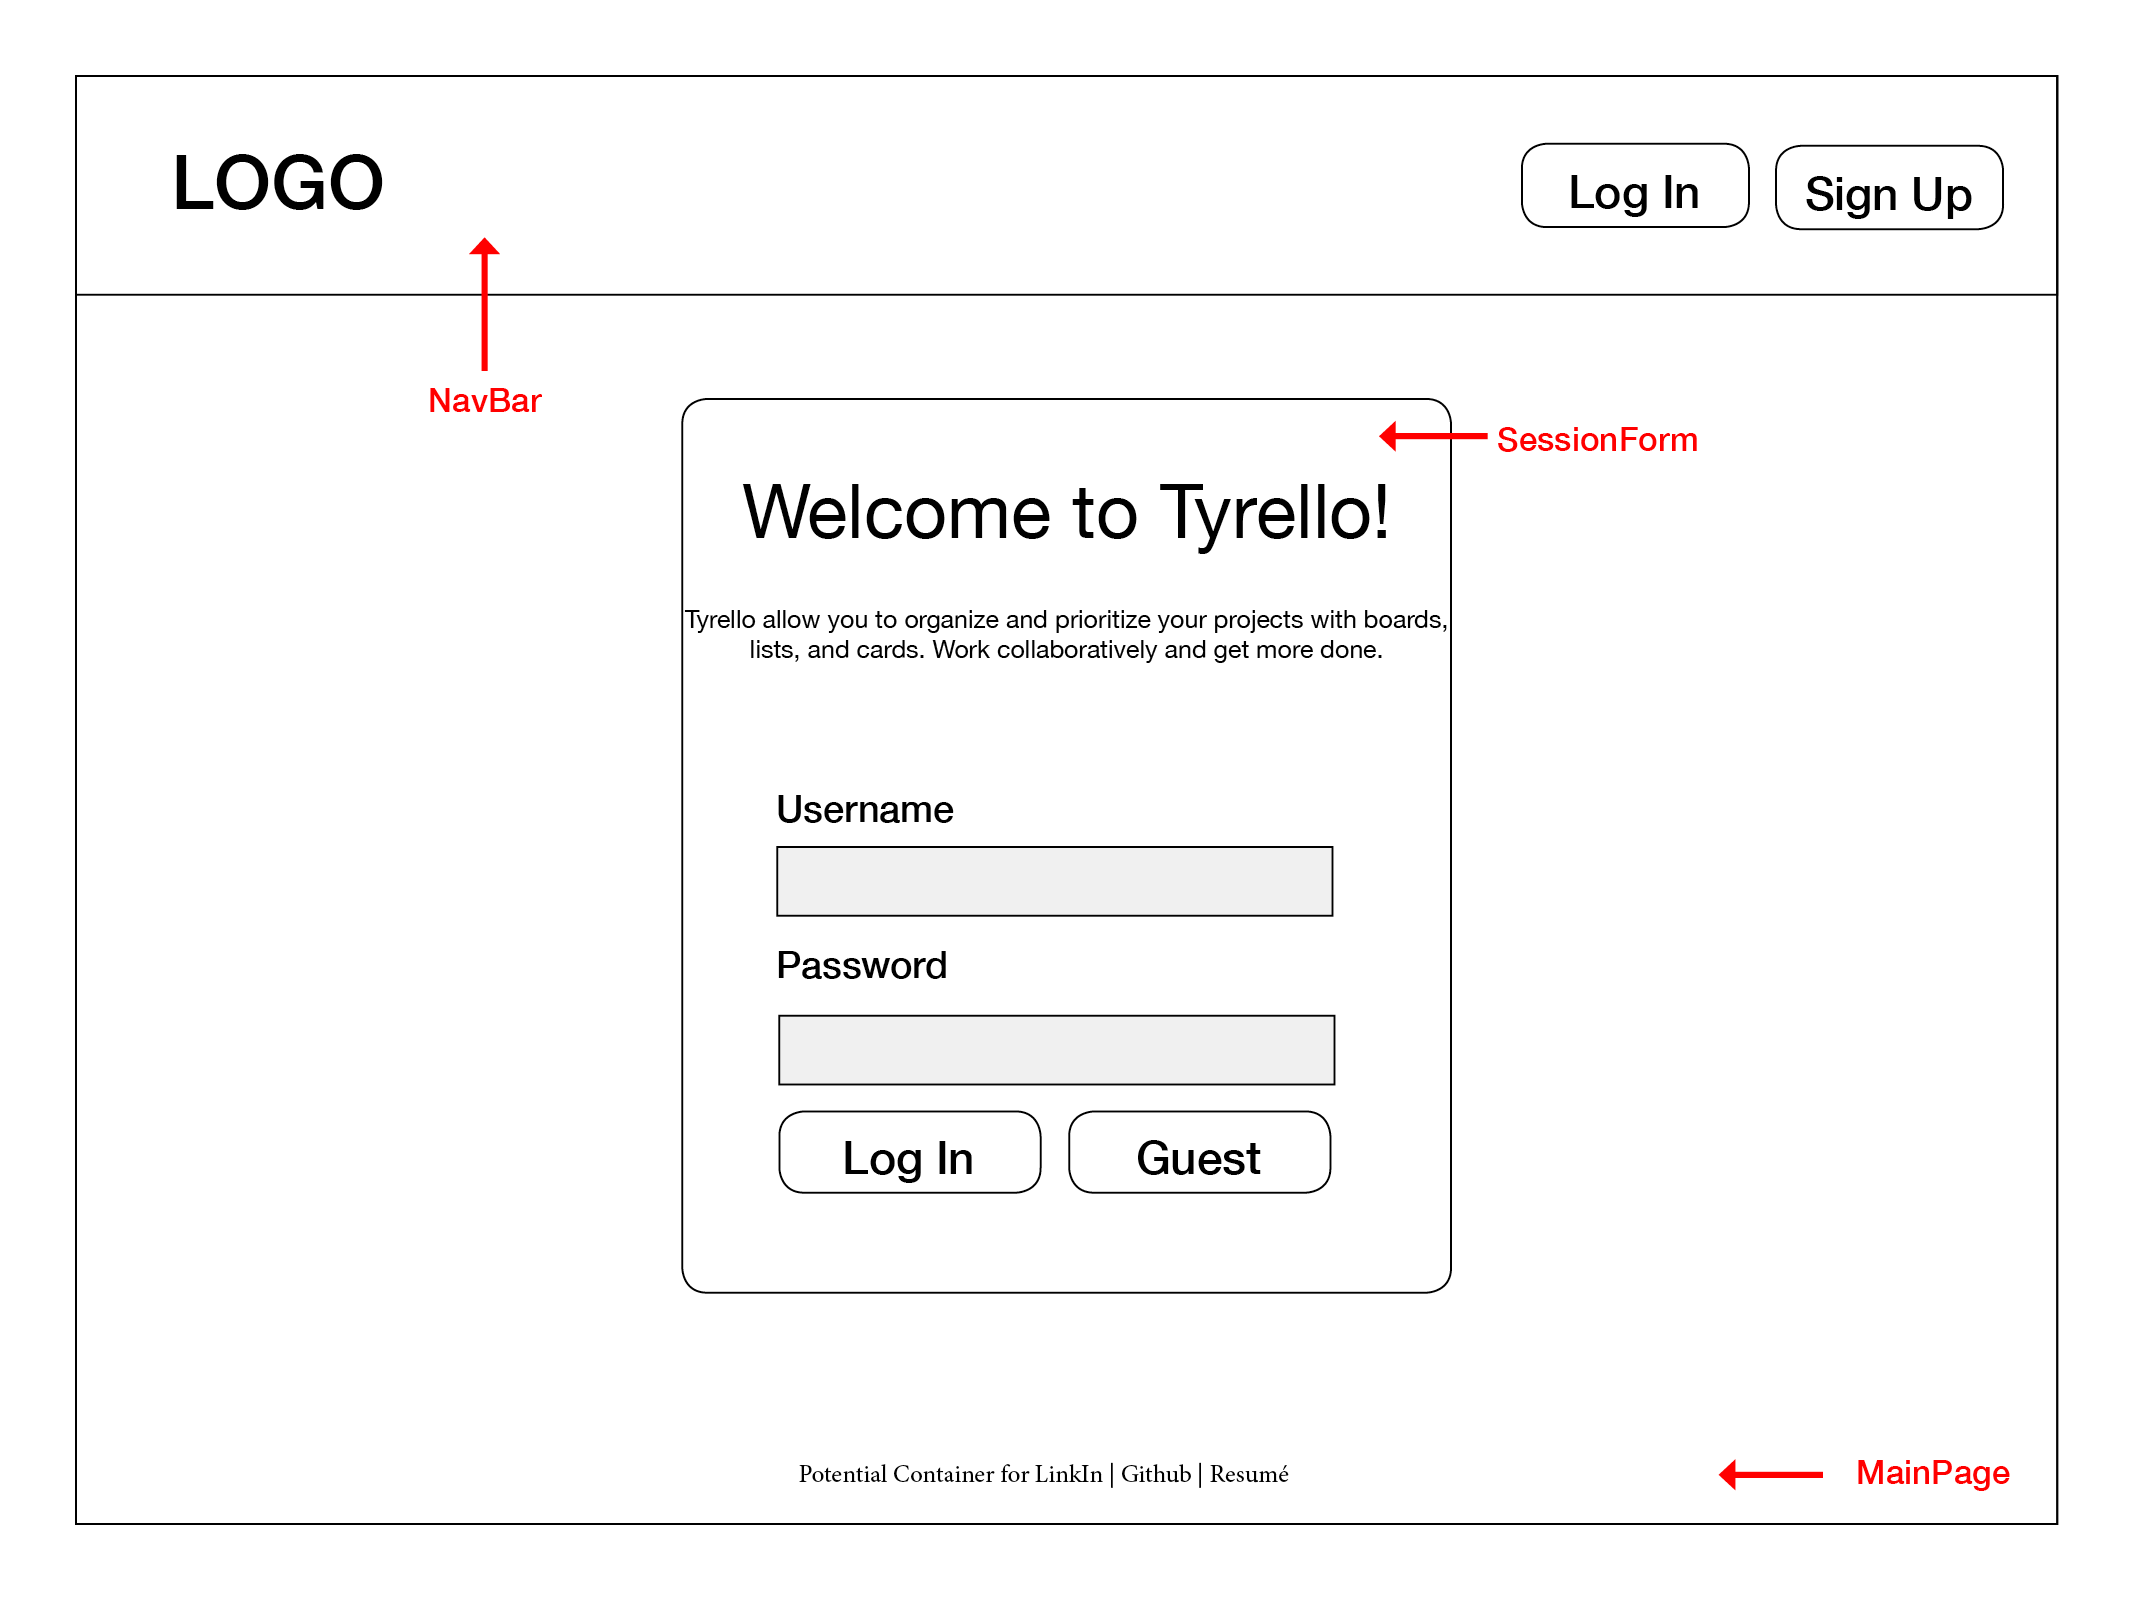 LOGO
Log In
Sign Up
NavBar
SessionForm
Welcome to Tyrello!
Tyrello allow you to organize and prioritize your projects with boards,
lists, and cards. Work collaboratively and get more done.
Username
Password
Log In
Guest
Potential Container for LinkIn | Github | Resumé
MainPage